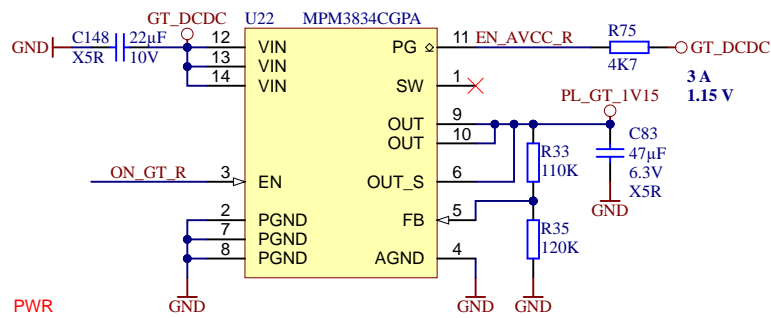 GT_DCDC U22 MPM3834CGPA
C148 22µF 12 VIN PG 11 EN_AVCC_R R75 GT_DCDC
GND X5R 10V 13 VIN 4K7
14 VIN SW 1 3 A
1.15 V
PL_GT_1V15
OUT 9
OUT 10 C83
R33 47µF
110K 6.3V
X5R
ON_GT_R 3 EN OUT_S 6 GND
2 PGND FB 5
7 PGND R35
8 PGND AGND 4 120K
PWR GND GND GND